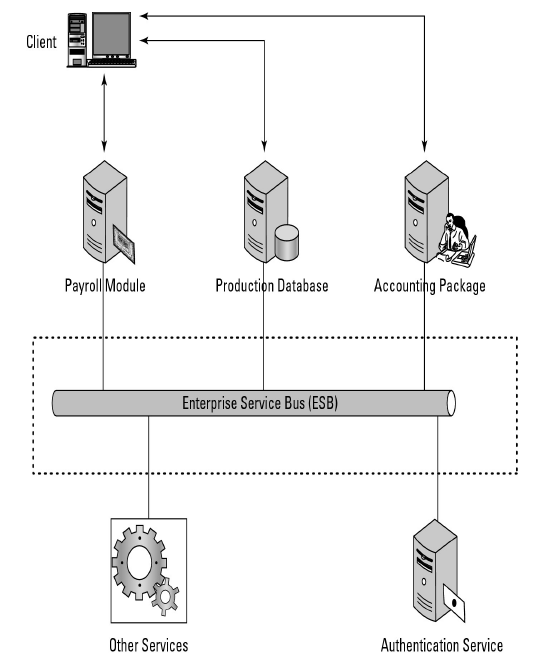 Client
Payroll Module
Production Database
Accounting Package
Enterprise Service Bus (ESB)
Other Services
Authentication Service